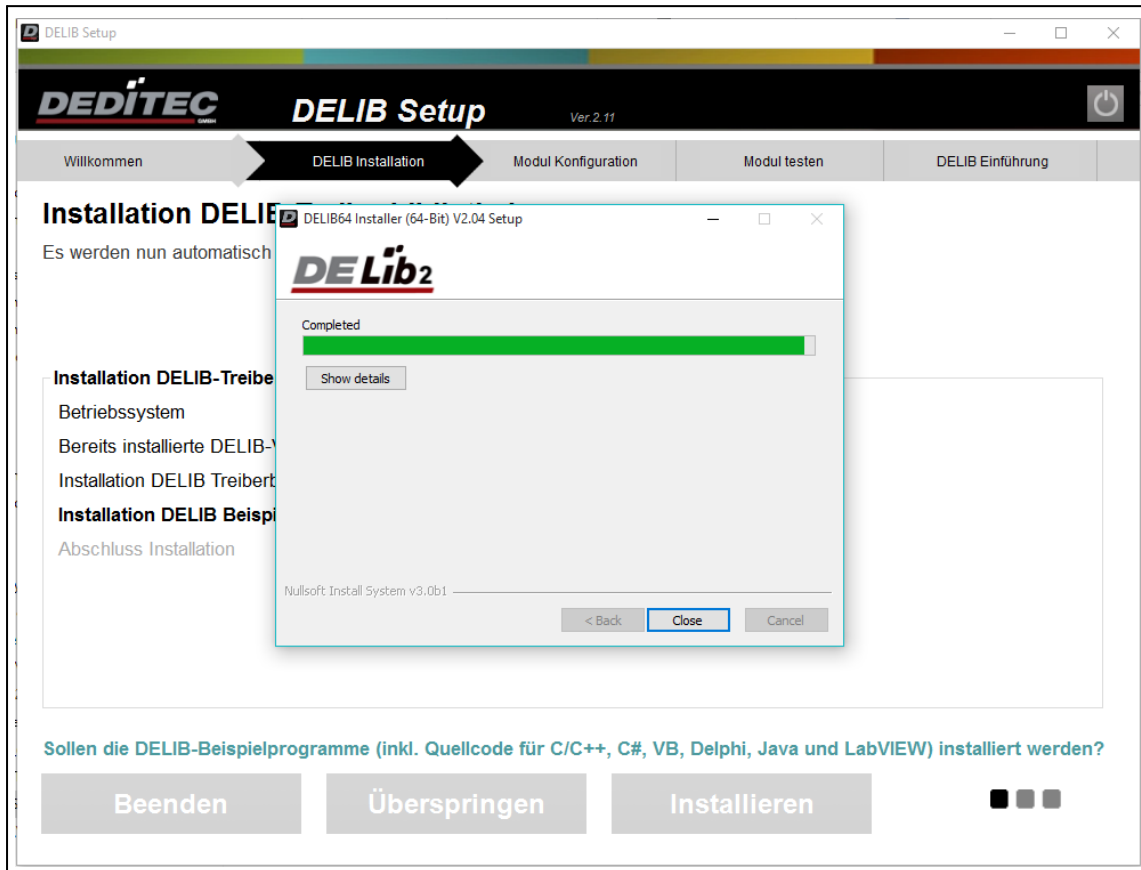 DELIB Setup
DEDITEC
GMBH
DELIB Setup Ver.2.11
Willkommen DELIB Installation Modul Konfiguration Modul testen DELIB Einführung
Installation DELIB
Es werden nun automatisch
DELIB64 Installer (64-Bit) V2.04 Setup
DELib2
Completed
Show details
Installation DELIB-Treibe
Betriebssystem
Bereits installierte DELIB-
Installation DELIB Treiber
Installation DELIB Beispi
Abschluss Installation
Nullsoft Install System v3.0b1
< Back Close Cancel
Sollen die DELIB-Beispielprogramme (inkl. Quellcode für C/C++, C#, VB, Delphi, Java und LabVIEW) installiert werden?
Beenden Überspringen Installieren